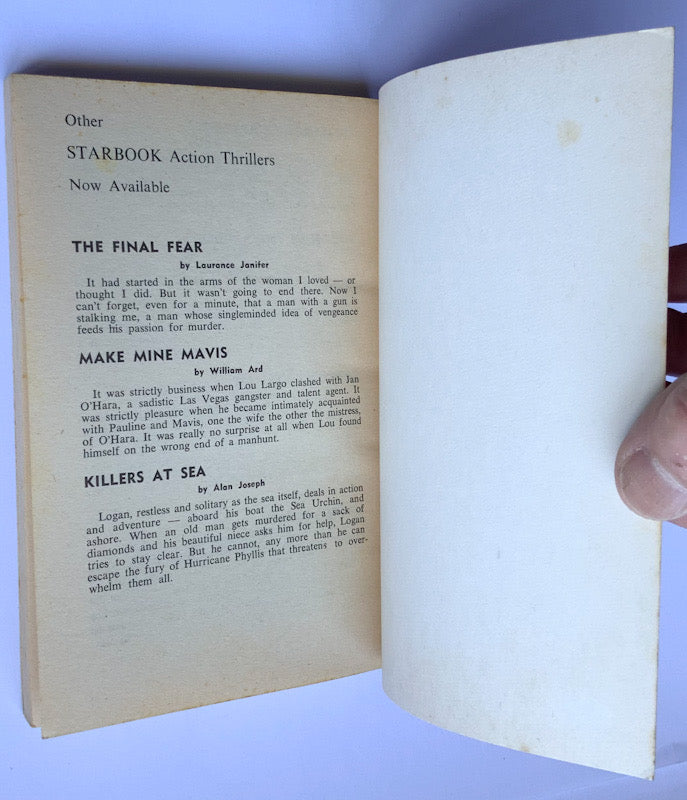 Other
STARBOOK Action Thrillers
Now Available
THE FINAL FEAR
by Laurance Janifer
It had started in the arms of the woman I loved — or
thought I did. But it wasn't going to end there. Now I
can't forget, even for a minute, that a man with a gun is
stalking me, a man whose singleminded idea of vengeance
feeds his passion for murder.
MAKE MINE MAVIS
by William Ard
It was strictly business when Lou Largo clashed with Jan
O'Hara, a sadistic Las Vegas gangster and talent agent. It
was strictly pleasure when he became intimately acquainted
with Pauline and Mavis, one the wife the other the mistress,
of O'Hara. It was really no surprise at all when Lou found
himself on the wrong end of a manhunt.
KILLERS AT SEA
by Alan Joseph
Logan, restless and solitary as the sea itself, deals in action
and adventure — aboard his boat the Sea Urchin, and
ashore. When an old man gets murdered for a sack of
diamonds and his beautiful niece asks him for help, Logan
tries to stay clear. But he cannot, any more than he can
escape the fury of Hurricane Phyllis that threatens to over-
whelm them all.